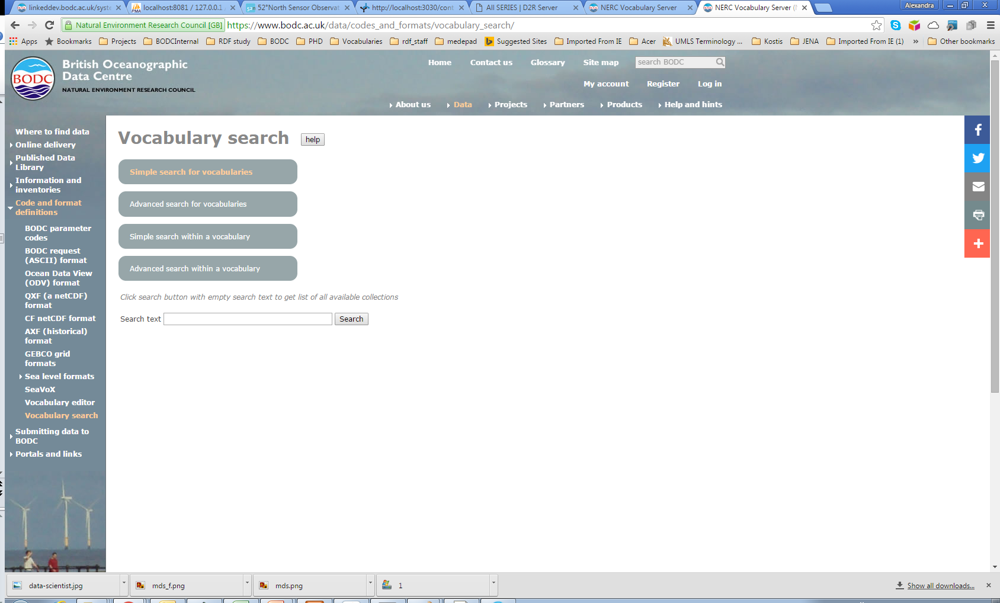 linkeddev.bodc.ac.uk/syste
localhost:8081 / 127.0.0.1
52°North Sensor Observat
http://localhost:3030/cont
All SERIES | D2R Server
NERC Vocabulary Server
NERC Vocabulary Server (
Alexandra
Natural Environment Research Council [GB]
https://www.bodc.ac.uk/data/codes_and_formats/vocabulary_search/
Apps
Bookmarks
Projects
BODCInternal
RDF study
BODC
PHD
Vocabularies
rdf_staff
medepad
Suggested Sites
Imported From IE
Acer
UMLS Terminology ...
Kostis
JENA
Imported From IE (1)
»
Other bookmarks
BODC
British Oceanographic
Data Centre
NATURAL ENVIRONMENT RESEARCH COUNCIL
Home
Contact us
Glossary
Site map
search BODC
My account
Register
Log in
About us
Data
Projects
Partners
Products
Help and hints
Where to find data
Online delivery
Published Data
Library
Information and
inventories
Code and format
definitions
BODC parameter
codes
BODC request
(ASCII) format
Ocean Data View
(ODV) format
QXF (a netCDF)
format
CF netCDF format
AXF (historical)
format
GEBCO grid
formats
Sea level formats
SeaVoX
Vocabulary editor
Vocabulary search
Submitting data to
BODC
Portals and links
Vocabulary search
help
Simple search for vocabularies
Advanced search for vocabularies
Simple search within a vocabulary
Advanced search within a vocabulary
Click search button with empty search text to get list of all available collections
Search text
Search
data-scientist.jpg
mds_f.png
mds.png
1
Show all downloads...